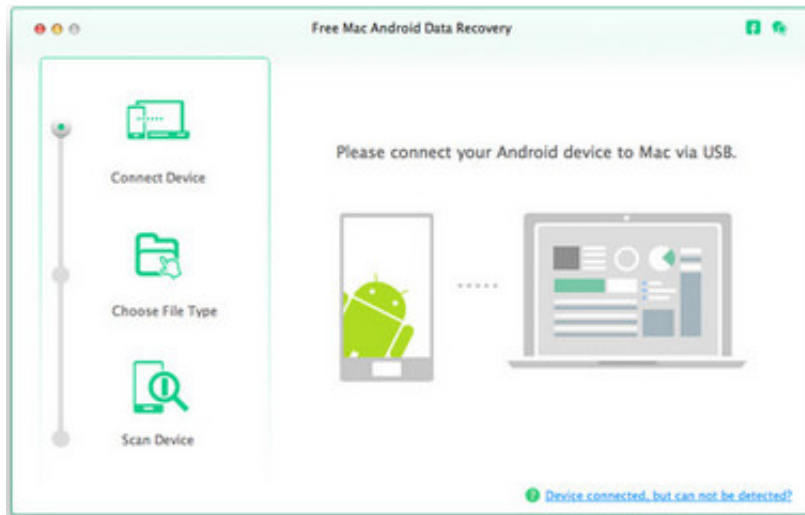 Free Mac Android Data Recovery
Connect Device
Please connect your Android device to Mac via USB.
Choose File Type
Scan Device
Device connected, but can not be detected?